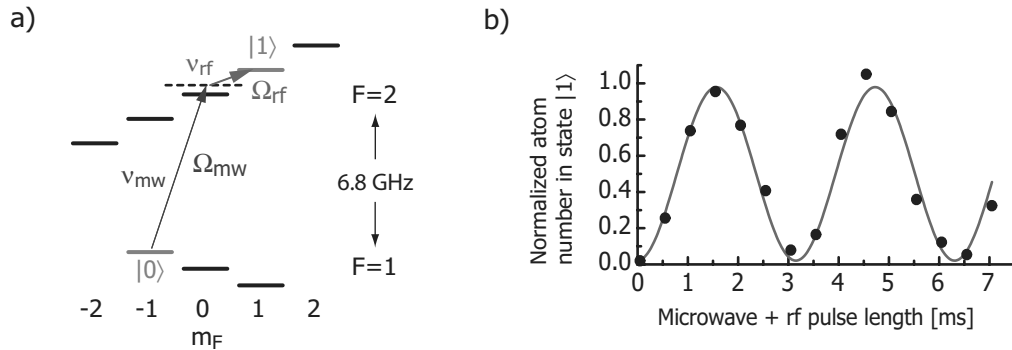 a)
|1⟩
ν_rf
Ω_rf
F=2
ν_mw
Ω_mw
6.8 GHz
|0⟩
F=1
-2 -1 0 1 2
m_F
b)
Normalized atom
number in state |1⟩
1.0
0.8
0.6
0.4
0.2
0.0
0 1 2 3 4 5 6 7
Microwave + rf pulse length [ms]